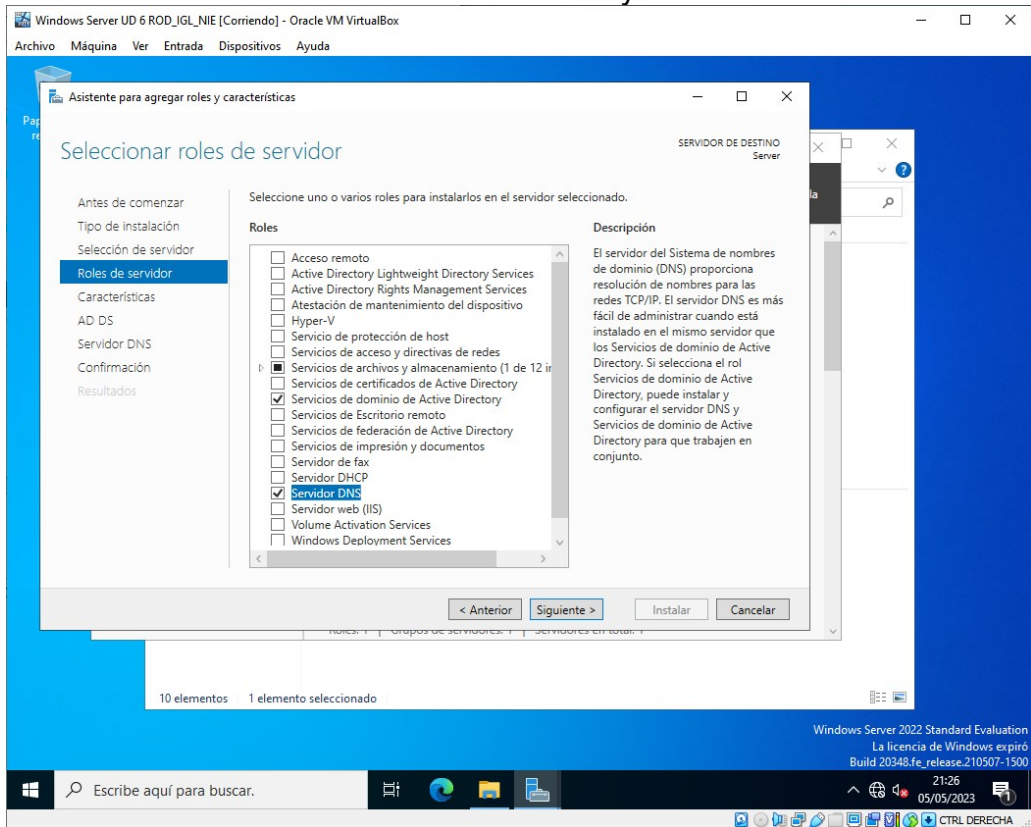 Windows Server UD 6 ROD_IGL_NIE [Corriendo] - Oracle VM VirtualBox
Archivo Máquina Ver Entrada Dispositivos Ayuda
Asistente para agregar roles y características
Seleccionar roles de servidor
SERVIDOR DE DESTINO
Server
Antes de comenzar
Tipo de instalación
Selección de servidor
Roles de servidor
Características
AD DS
Servidor DNS
Confirmación
Resultados
Seleccione uno o varios roles para instalarlos en el servidor seleccionado.
Roles
Acceso remoto
Active Directory Lightweight Directory Services
Active Directory Rights Management Services
Atestación de mantenimiento del dispositivo
Hyper-V
Servicio de protección de host
Servicios de acceso y directivas de redes
Servicios de archivos y almacenamiento (1 de 12 in
Servicios de certificados de Active Directory
Servicios de dominio de Active Directory
Servicios de Escritorio remoto
Servicios de federación de Active Directory
Servicios de impresión y documentos
Servidor de fax
Servidor DHCP
Servidor DNS
Servidor web (IIS)
Volume Activation Services
Windows Deployment Services
Descripción
El servidor del Sistema de nombres
de dominio (DNS) proporciona
resolución de nombres para las
redes TCP/IP. El servidor DNS es más
fácil de administrar cuando está
instalado en el mismo servidor que
los Servicios de dominio de Active
Directory. Si selecciona el rol
Servicios de dominio de Active
Directory, puede instalar y
configurar el servidor DNS y
Servicios de dominio de Active
Directory para que trabajen en
conjunto.
< Anterior Siguiente > Instalar Cancelar
Roles: 1 | Grupos de servidores: 1 | Servidores en total: 1
10 elementos 1 elemento seleccionado
Windows Server 2022 Standard Evaluation
La licencia de Windows expiró
Build 20348.fe_release.210507-1500
Escribe aquí para buscar.
21:26
05/05/2023
CTRL DERECHA